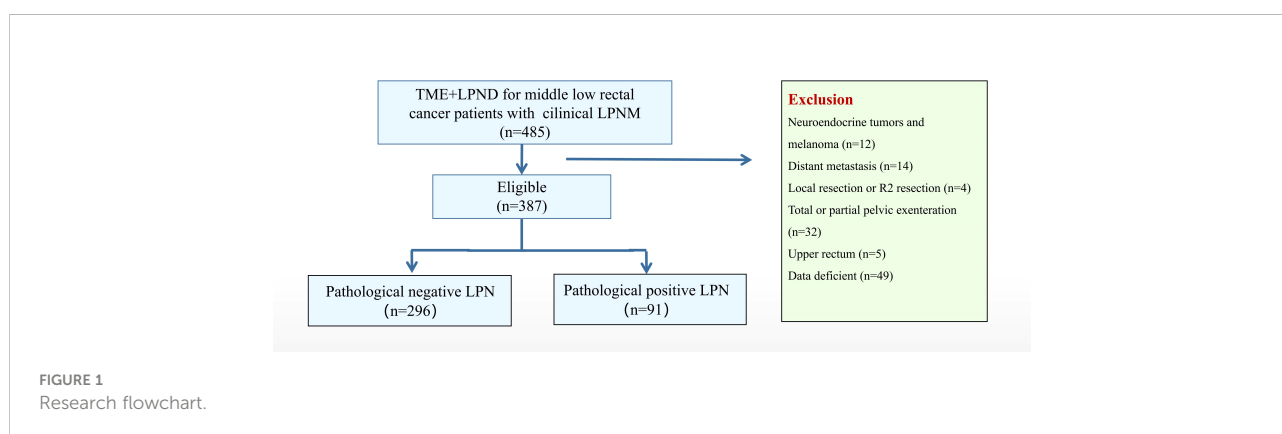 TME+LPND for middle low rectal
cancer patients with cilinical LPNM
(n=485)
Eligible
(n=387)
Pathological negative LPN
(n=296)
Pathological positive LPN
(n=91)
Exclusion
Neuroendocrine tumors and
melanoma (n=12)
Distant metastasis (n=14)
Local resection or R2 resection (n=4)
Total or partial pelvic exenteration
(n=32)
Upper rectum (n=5)
Data deficient (n=49)
FIGURE 1
Research flowchart.